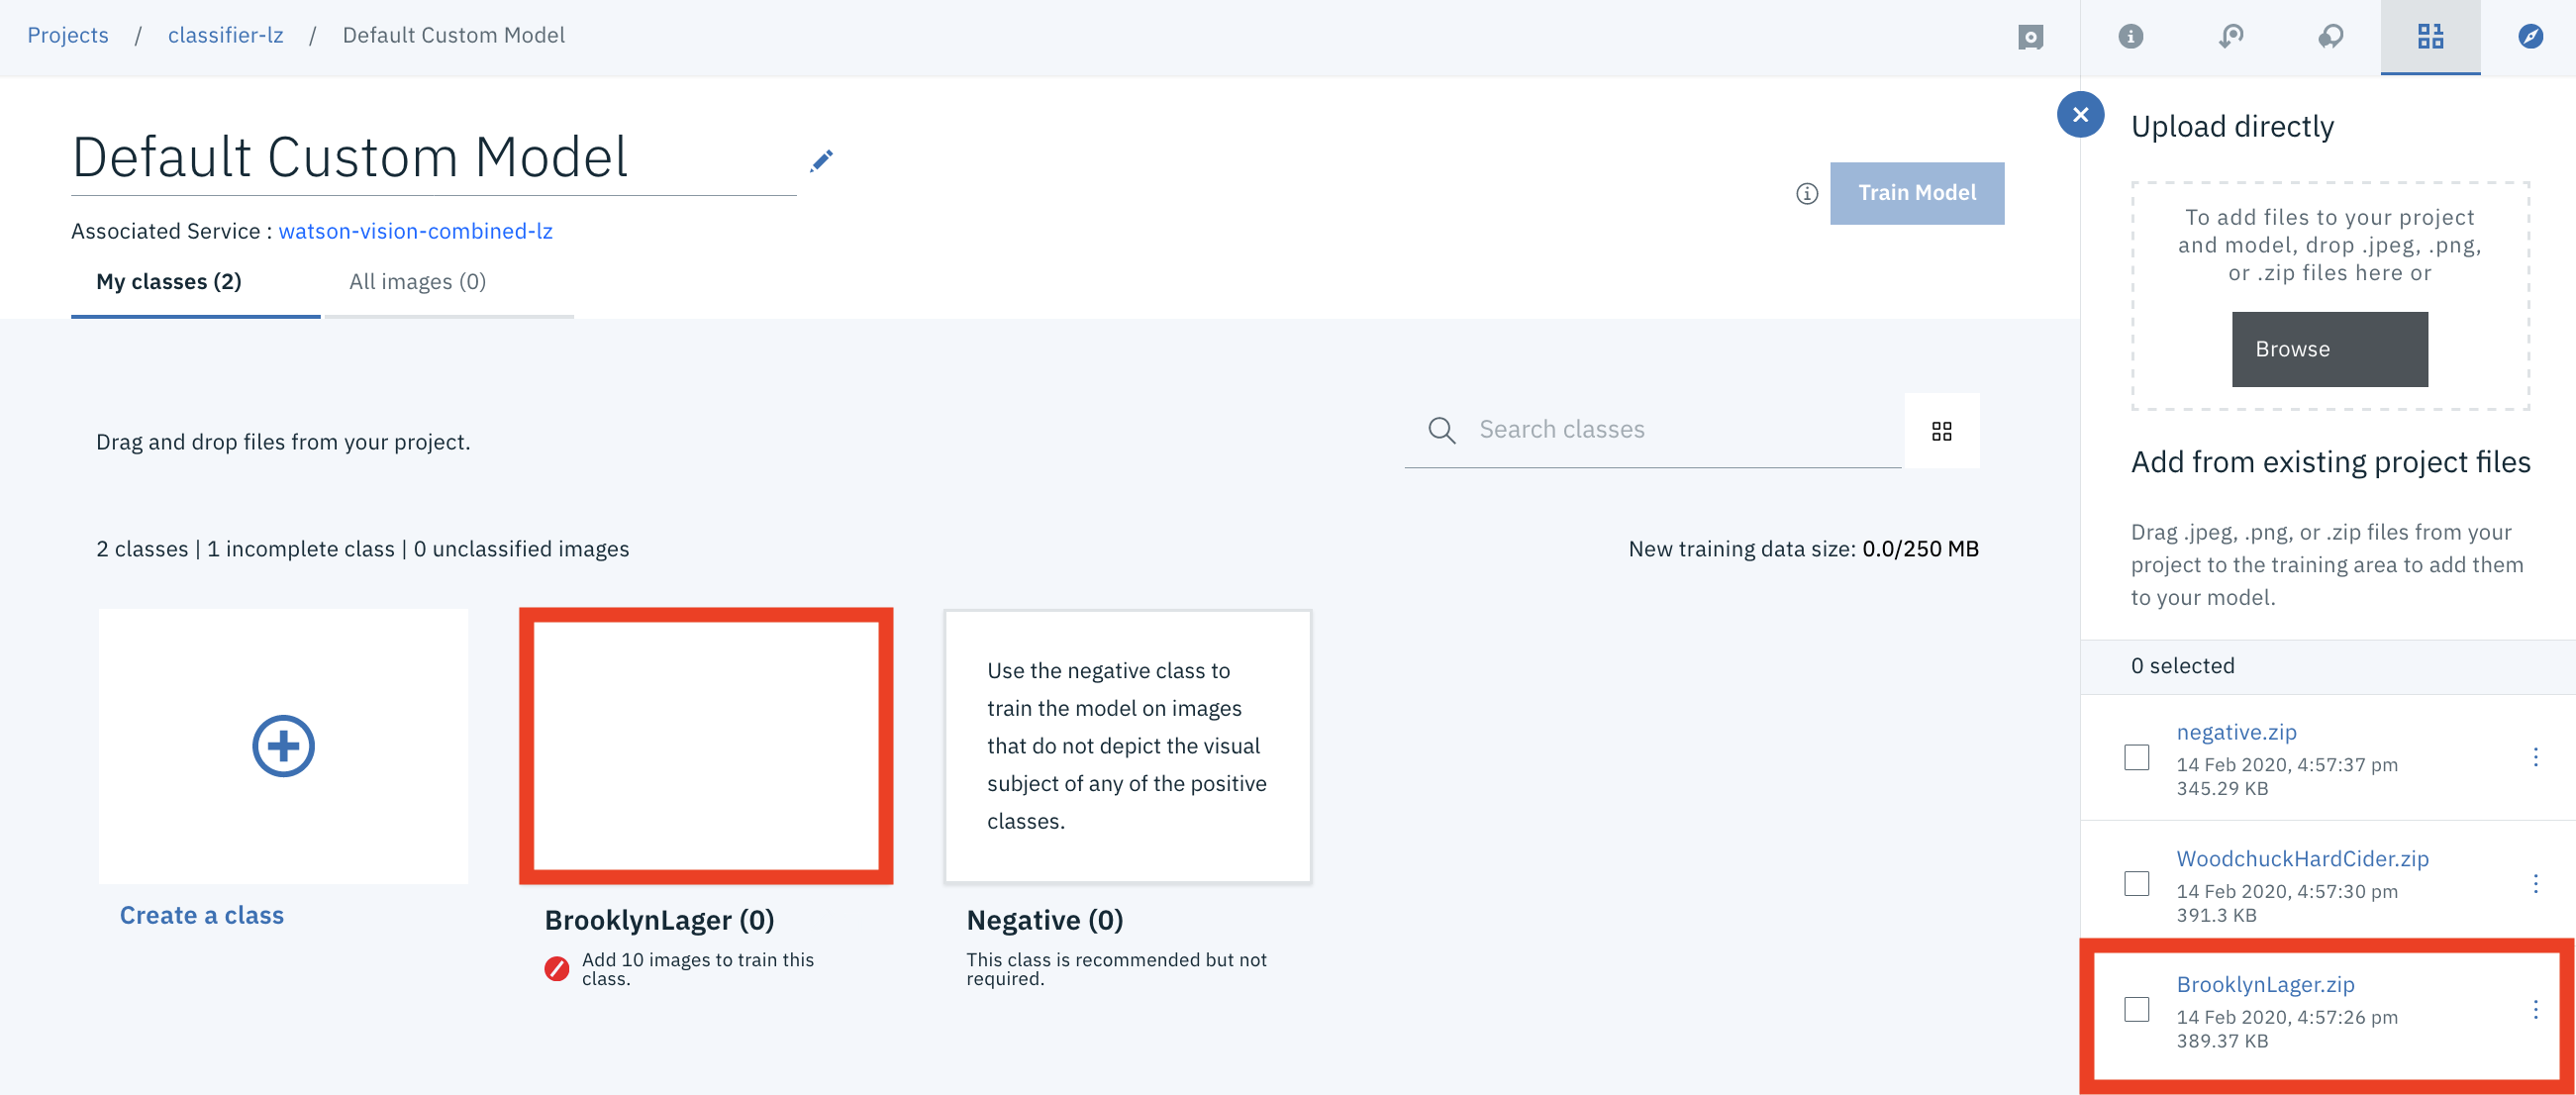 Projects / classifier-lz / Default Custom Model
Default Custom Model
Train Model
Associated Service : watson-vision-combined-lz
My classes (2)
All images (0)
Drag and drop files from your project.
Search classes
2 classes | 1 incomplete class | 0 unclassified images
New training data size: 0.0/250 MB
Create a class
BrooklynLager (0)
Add 10 images to train this
class.
Use the negative class to
train the model on images
that do not depict the visual
subject of any of the positive
classes.
Negative (0)
This class is recommended but not
required.
Upload directly
To add files to your project
and model, drop .jpeg, .png,
or .zip files here or
Browse
Add from existing project files
Drag .jpeg, .png, or .zip files from your
project to the training area to add them
to your model.
0 selected
negative.zip
14 Feb 2020, 4:57:37 pm
345.29 KB
WoodchuckHardCider.zip
14 Feb 2020, 4:57:30 pm
391.3 KB
BrooklynLager.zip
14 Feb 2020, 4:57:26 pm
389.37 KB